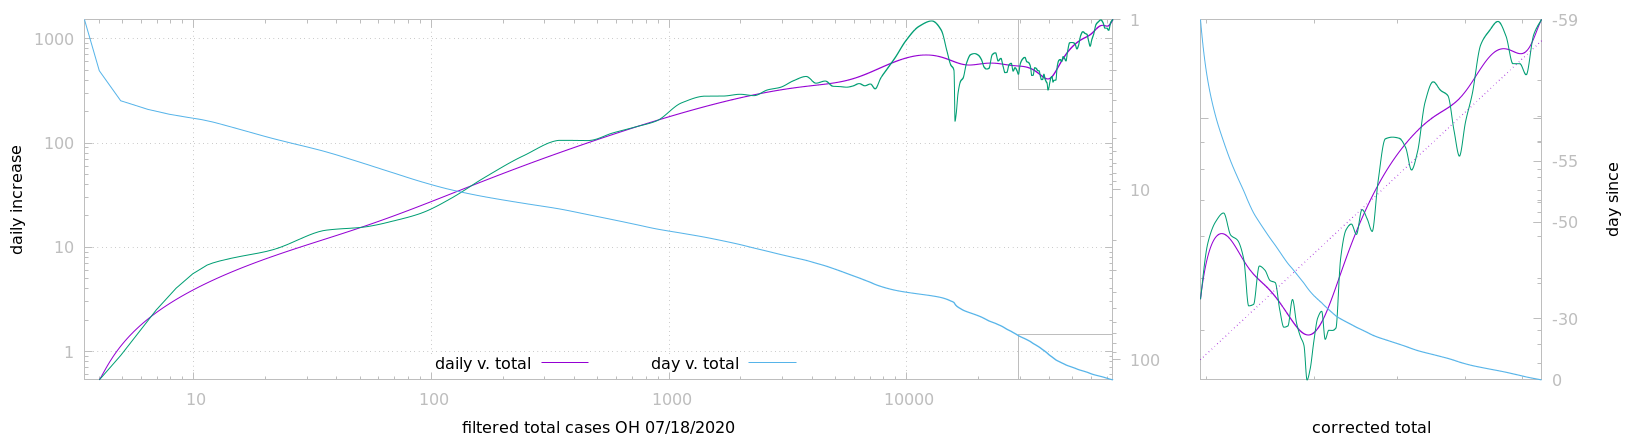 1000
100
10
1
daily increase
daily v. total
day v. total
10
100
1000
10000
filtered total cases OH 07/18/2020
1
10
100
-59
-55
-50
-30
0
day since
corrected total